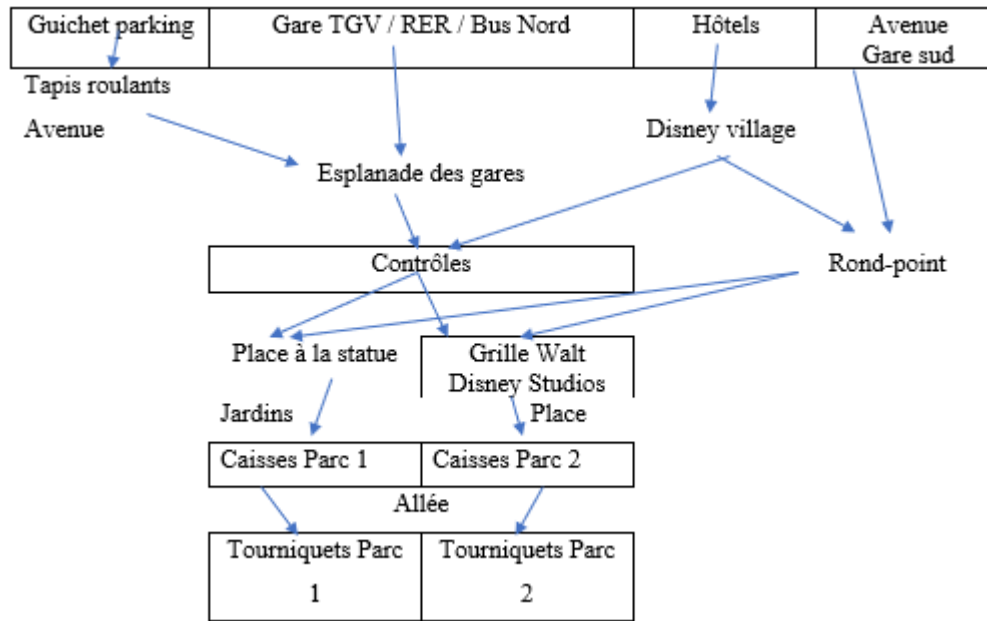 Guichet parking
Gare TGV / RER / Bus Nord
Hôtels
Avenue
Gare sud
Tapis roulants
Avenue
Disney village
Esplanade des gares
Contrôles
Rond-point
Place à la statue
Grille Walt
Disney Studios
Jardins
Place
Caisses Parc 1
Caisses Parc 2
Allée
Tourniquets Parc
1
Tourniquets Parc
2